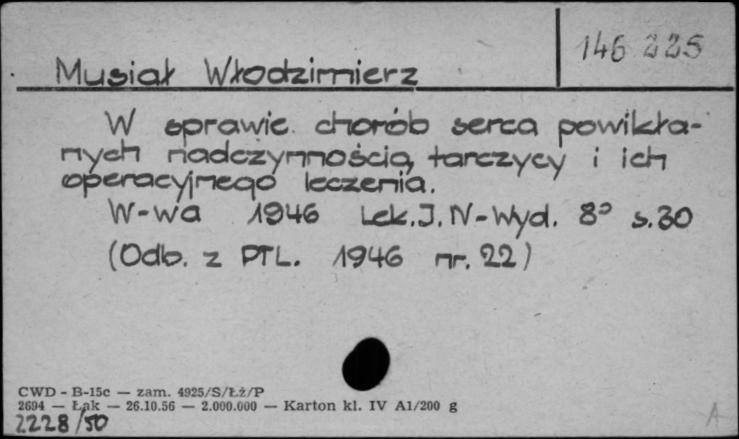 146 225
Musiał Włodzimierz
W sprawie chorób serca powikła-
nych nadczynnością tarczycy i ich
operacyjnego leczenia.
W-wa 1946 Lek. J. N-Wyd. 8° s. 30
(Odb. z PTL. 1946 nr. 22)
CWD - B-15c — zam. 4925/S/Łż/P
2694 — Łąk — 26.10.56 — 2.000.000 — Karton kl. IV A1/200 g
2228/50
A